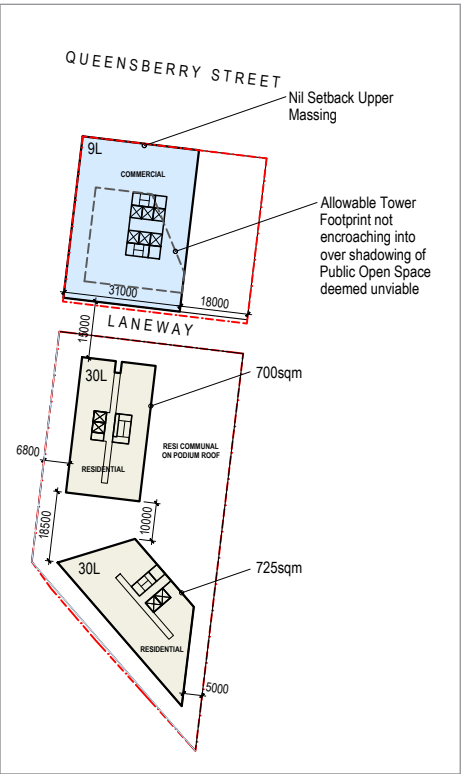 QUEENSBERRY STREET
Nil Setback Upper
Massing
9L
COMMERCIAL
Allowable Tower
Footprint not
encroaching into
over shadowing of
Public Open Space
deemed unviable
31000
18000
LANEWAY
15000
30L
700sqm
RESI COMMUNAL
ON PODIUM ROOF
6800
RESIDENTIAL
18500
10000
30L
725sqm
RESIDENTIAL
5000